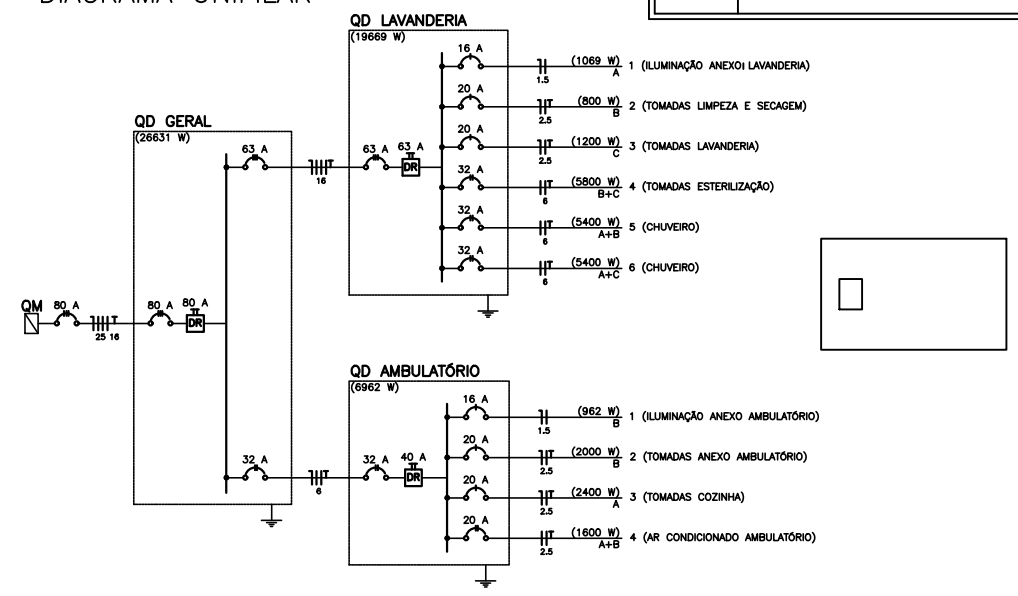 DIAGRAMA UNIFILAR
QD LAVANDERIA
(19669 W)
16 A
1.5
(1069 W)
A
1 (ILUMINAÇÃO ANEXO LAVANDERIA)
20 A
2.5
(800 W)
B
2 (TOMADAS LIMPEZA E SECAGEM)
20 A
2.5
(1200 W)
C
3 (TOMADAS LAVANDERIA)
32 A
6
(5800 W)
B+C
4 (TOMADAS ESTERILIZAÇÃO)
32 A
6
(5400 W)
A+B
5 (CHUVEIRO)
32 A
6
(5400 W)
A+C
6 (CHUVEIRO)
63 A
63 A
DR
QD GERAL
(26631 W)
63 A
16
QM
80 A
25 16
80 A
80 A
DR
32 A
6
QD AMBULATÓRIO
(6962 W)
32 A
40 A
DR
16 A
1.5
(962 W)
B
1 (ILUMINAÇÃO ANEXO AMBULATÓRIO)
20 A
2.5
(2000 W)
B
2 (TOMADAS ANEXO AMBULATÓRIO)
20 A
2.5
(2400 W)
A
3 (TOMADAS COZINHA)
20 A
2.5
(1600 W)
A+B
4 (AR CONDICIONADO AMBULATÓRIO)